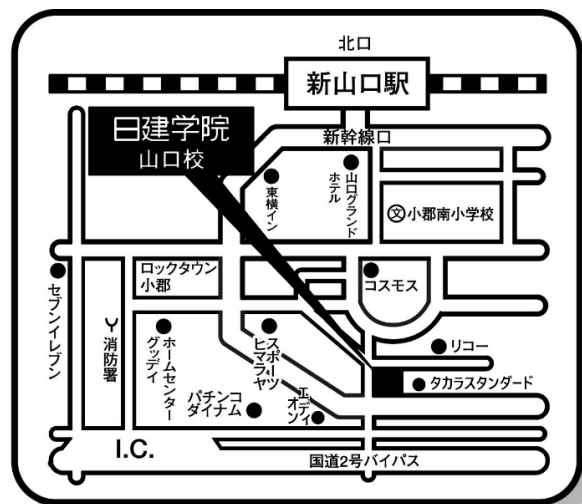 北口
新山口駅
日建学院
山口校
新幹線口
東横イン
山口グランド
ホテル
文小郡南小学校
ロックタウン
小郡
コスモス
セブンイレブン
消防署
ホームセンター
グッデイ
スポーツ
ヒマラヤ
リコー
タカラスタンダード
パチンコ
ダイナム
エディ
オン
I.C.
国道2号バイパス